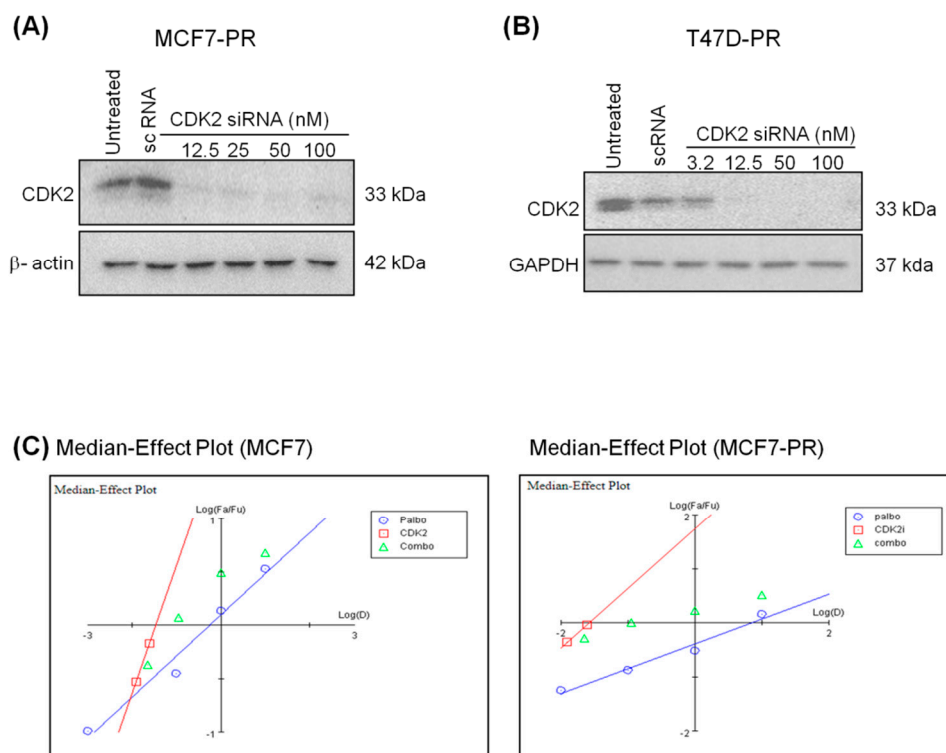 (A)
MCF7-PR
Untreated
sc RNA
CDK2 siRNA (nM)
12.5 25 50 100
CDK2
33 kDa
β- actin
42 kDa
(B)
T47D-PR
Untreated
scRNA
CDK2 siRNA (nM)
3.2 12.5 50 100
CDK2
33 kDa
GAPDH
37 kda
(C) Median-Effect Plot (MCF7)
Median-Effect Plot
Log(Fa/Fu)
1
Palbo
CDK2
Combo
Log(D)
-3
3
-1
Median-Effect Plot (MCF7-PR)
Median-Effect Plot
Log(Fa/Fu)
2
palbo
CDK2i
combo
Log(D)
-2
2
-2